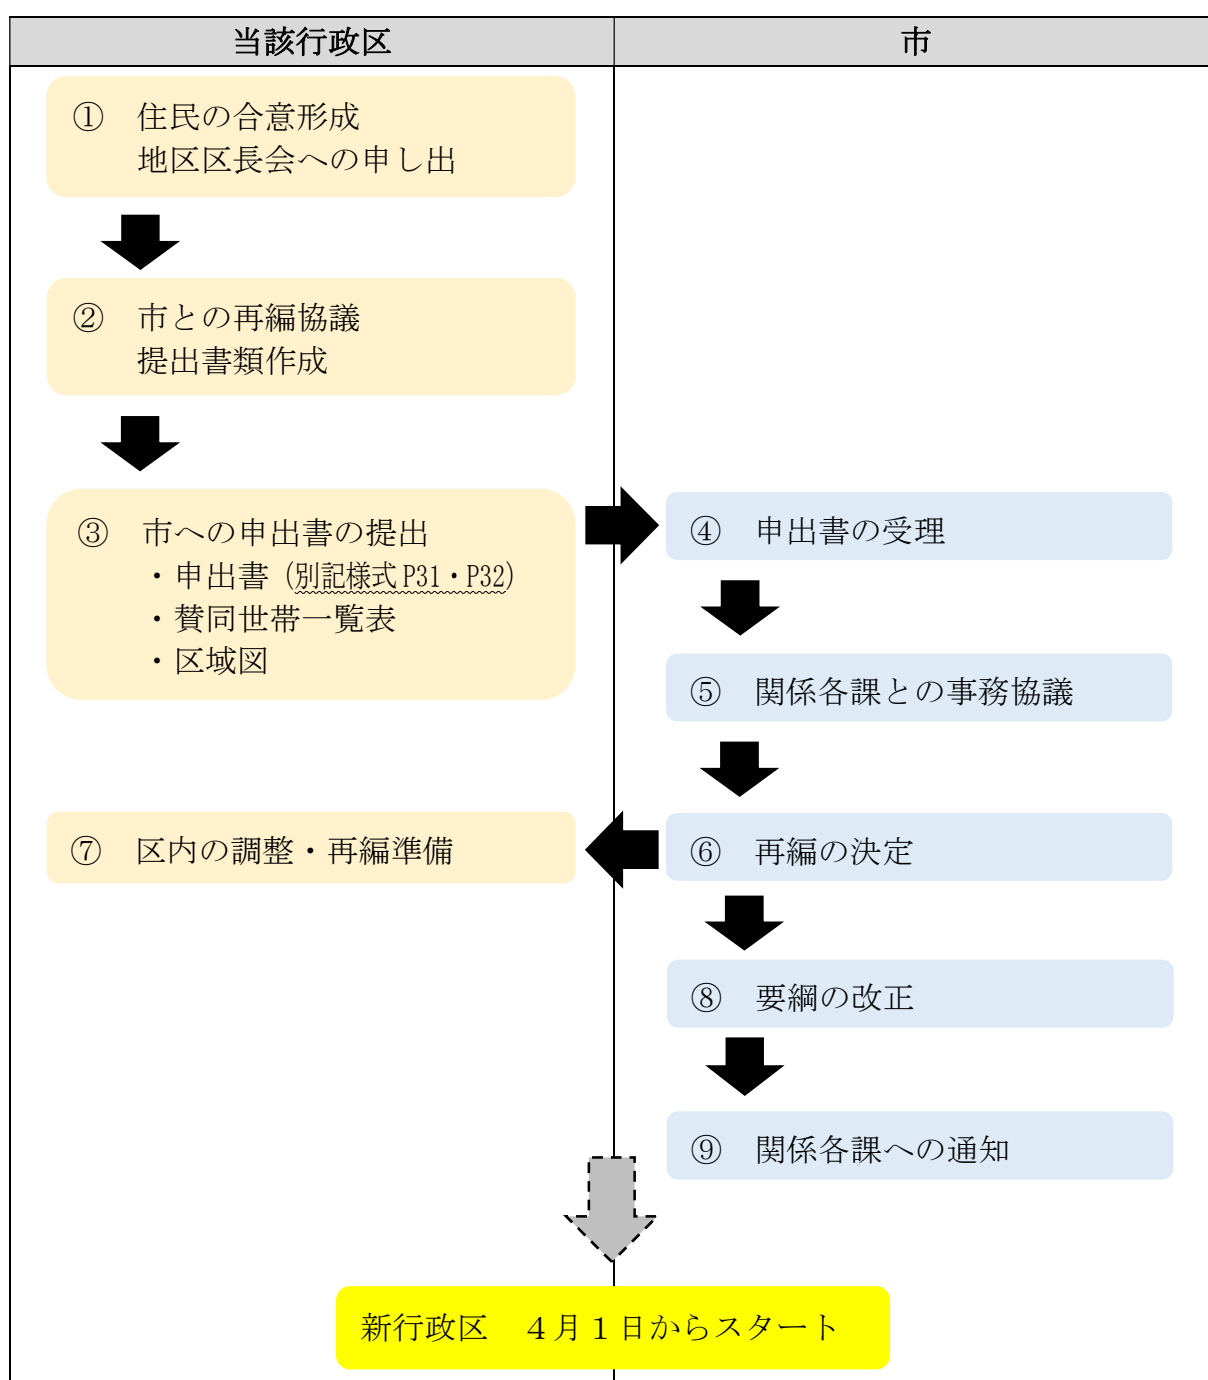 当該行政区
市
① 住民の合意形成
地区区長会への申し出
② 市との再編協議
提出書類作成
③ 市への申出書の提出
・申出書（別記様式 P31・P32）
・賛同世帯一覧表
・区域図
④ 申出書の受理
⑤ 関係各課との事務協議
⑥ 再編の決定
⑦ 区内の調整・再編準備
⑧ 要綱の改正
⑨ 関係各課への通知
新行政区　４月１日からスタート